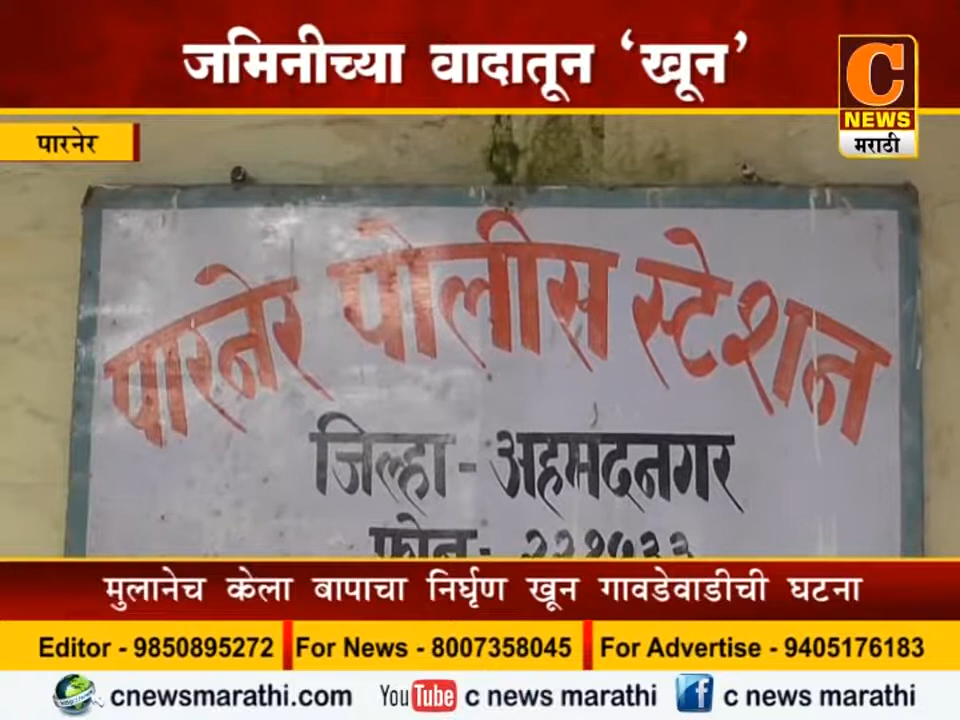 जमिनीच्या वादातून ‘खून’
C
NEWS
मराठी
पारनेर
पारनेर पोलीस स्टेशन
जिल्हा - अहमदनगर
फोन - २२१७३३
मुलानेच केला बापाचा निर्घृण खून गावडेवाडीची घटना
Editor - 9850895272 For News - 8007358045 For Advertise - 9405176183
cnewsmarathi.com YouTube c news marathi f c news marathi